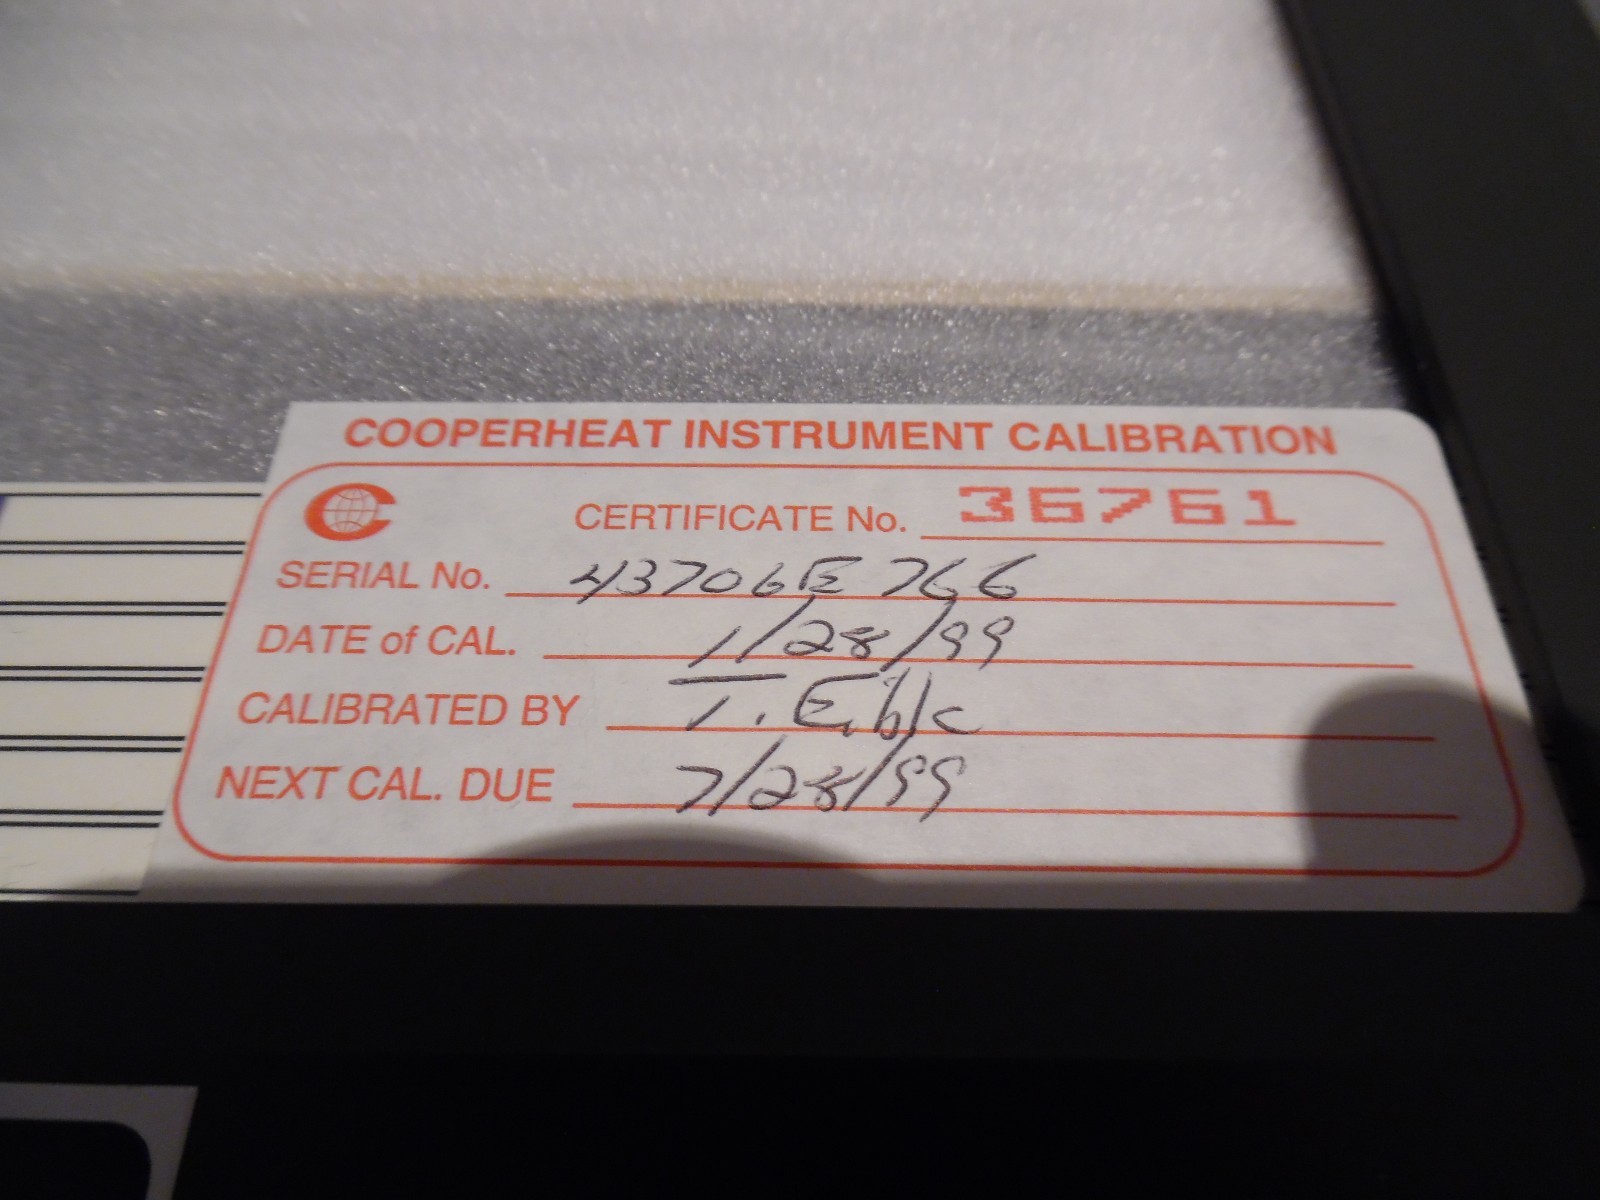 COOPERHEAT INSTRUMENT CALIBRATION
CERTIFICATE No. 36761
SERIAL No. 43706E766
DATE of CAL. 1/28/99
CALIBRATED BY T.
NEXT CAL. DUE 7/28/99